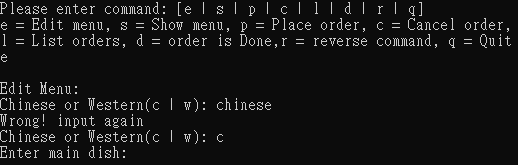 Please enter command: [e | s | p | c | l | d | r | q]
e = Edit menu, s = Show menu, p = Place order, c = Cancel order,
l = List orders, d = order is Done,r = reverse command, q = Quit
e
Edit Menu:
Chinese or Western(c | w): chinese
Wrong! input again
Chinese or Western(c | w): c
Enter main dish: